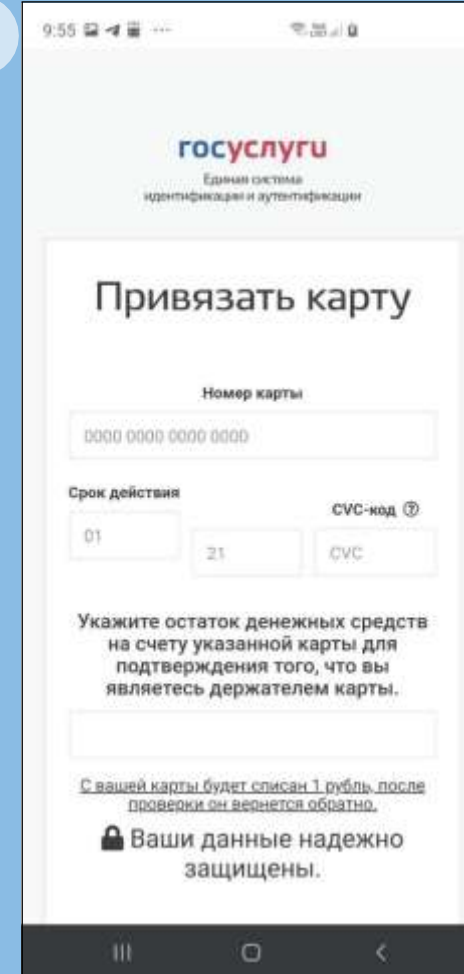 9:55
госуслуги
Единая система
идентификации и аутентификации
Привязать карту
Номер карты
0000 0000 0000 0000
Срок действия
CVC-код
01
21
CVC
Укажите остаток денежных средств
на счету указанной карты для
подтверждения того, что вы
являетесь держателем карты.
С вашей карты будет списан 1 рубль, после
проверки он вернется обратно.
Ваши данные надежно
защищены.